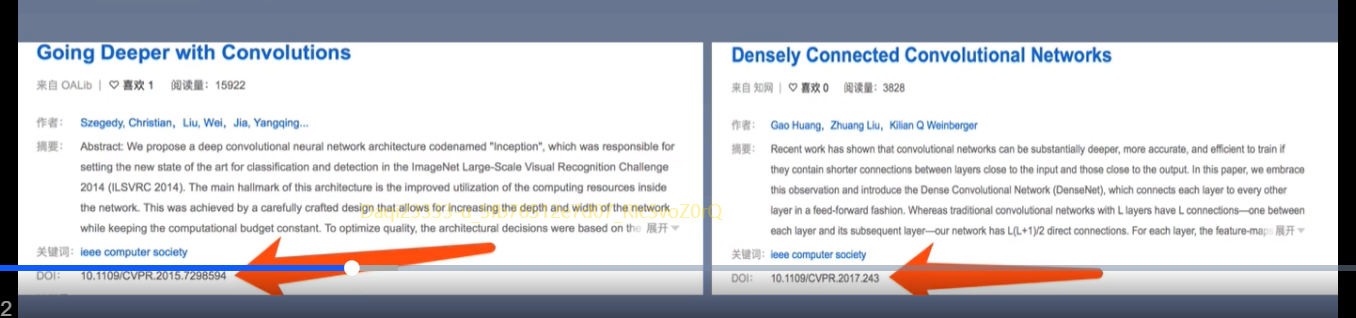 Going Deeper with Convolutions
来自 OALib | ♡ 喜欢 1 阅读量: 15922
作者: Szegedy, Christian, Liu, Wei, Jia, Yangqing...
摘要: Abstract: We propose a deep convolutional neural network architecture codenamed "Inception", which was responsible for
setting the new state of the art for classification and detection in the ImageNet Large-Scale Visual Recognition Challenge
2014 (ILSVRC 2014). The main hallmark of this architecture is the improved utilization of the computing resources inside
the network. This was achieved by a carefully crafted design that allows for increasing the depth and width of the network
while keeping the computational budget constant. To optimize quality, the architectural decisions were based on the 展开
关键词: ieee computer society
DOI: 10.1109/CVPR.2015.7298594
Densely Connected Convolutional Networks
来自 知网 | ♡ 喜欢 0 阅读量: 3828
作者: Gao Huang, Zhuang Liu, Kilian Q Weinberger
摘要: Recent work has shown that convolutional networks can be substantially deeper, more accurate, and efficient to train if
they contain shorter connections between layers close to the input and those close to the output. In this paper, we embrace
this observation and introduce the Dense Convolutional Network (DenseNet), which connects each layer to every other
layer in a feed-forward fashion. Whereas traditional convolutional networks with L layers have L connections—one between
each layer and its subsequent layer—our network has L(L+1)/2 direct connections. For each layer, the feature-maps 展开
关键词: ieee computer society
DOI: 10.1109/CVPR.2017.243
2